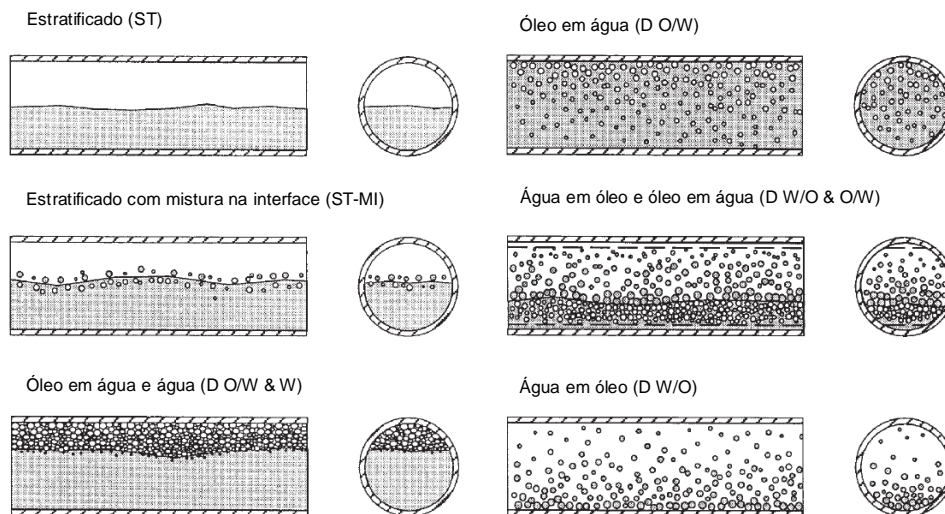 Estratificado (ST)
Óleo em água (D O/W)
Estratificado com mistura na interface (ST-MI)
Água em óleo e óleo em água (D W/O & O/W)
Óleo em água e água (D O/W & W)
Água em óleo (D W/O)